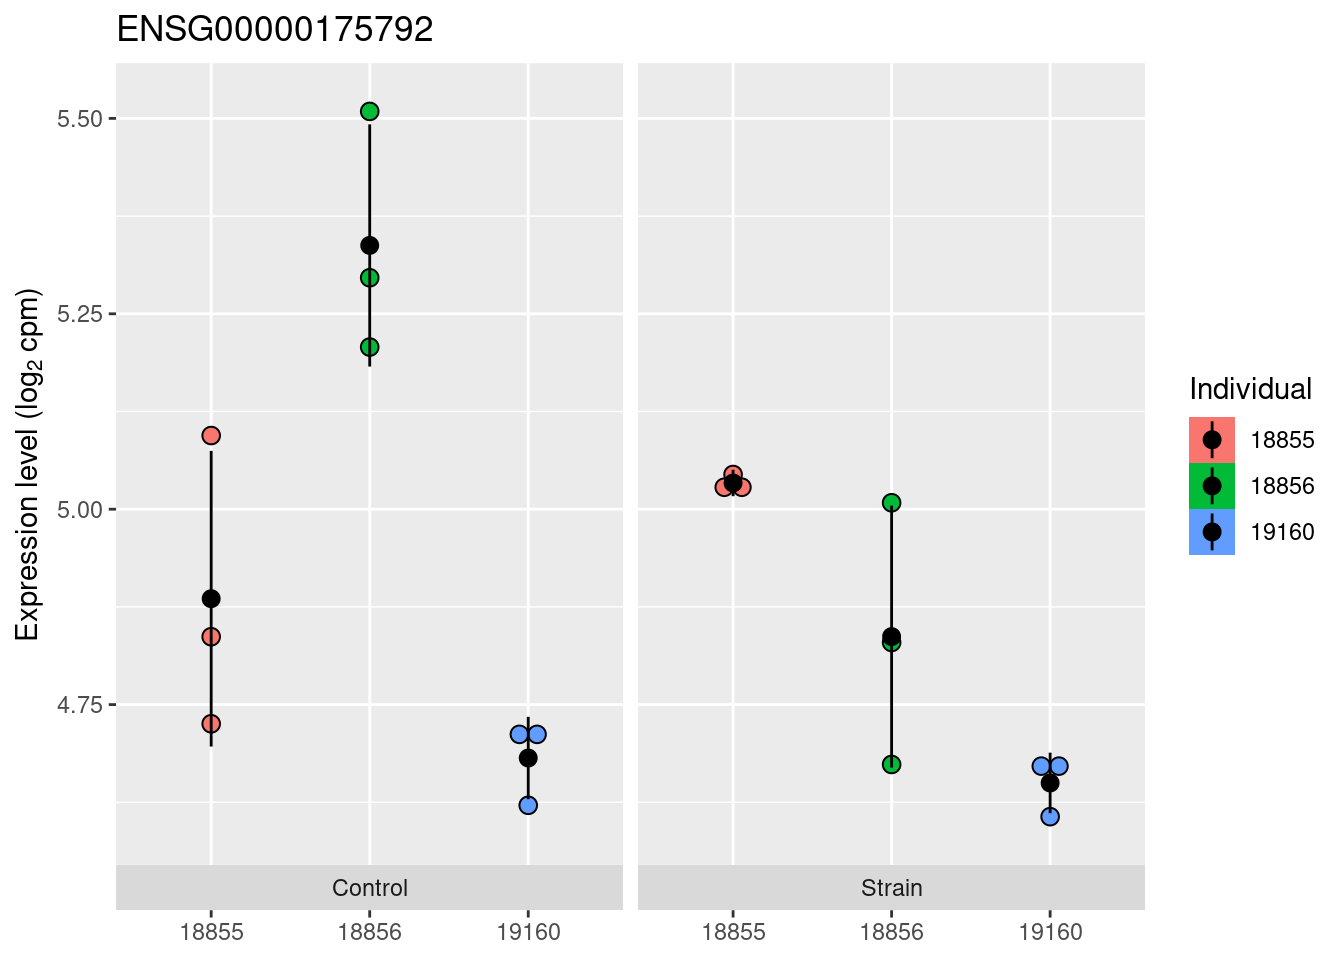 ENSG00000175792
Expression level (log2 cpm)
5.50
5.25
5.00
4.75
Control
Strain
18855
18856
19160
18855
18856
19160
Individual
18855
18856
19160